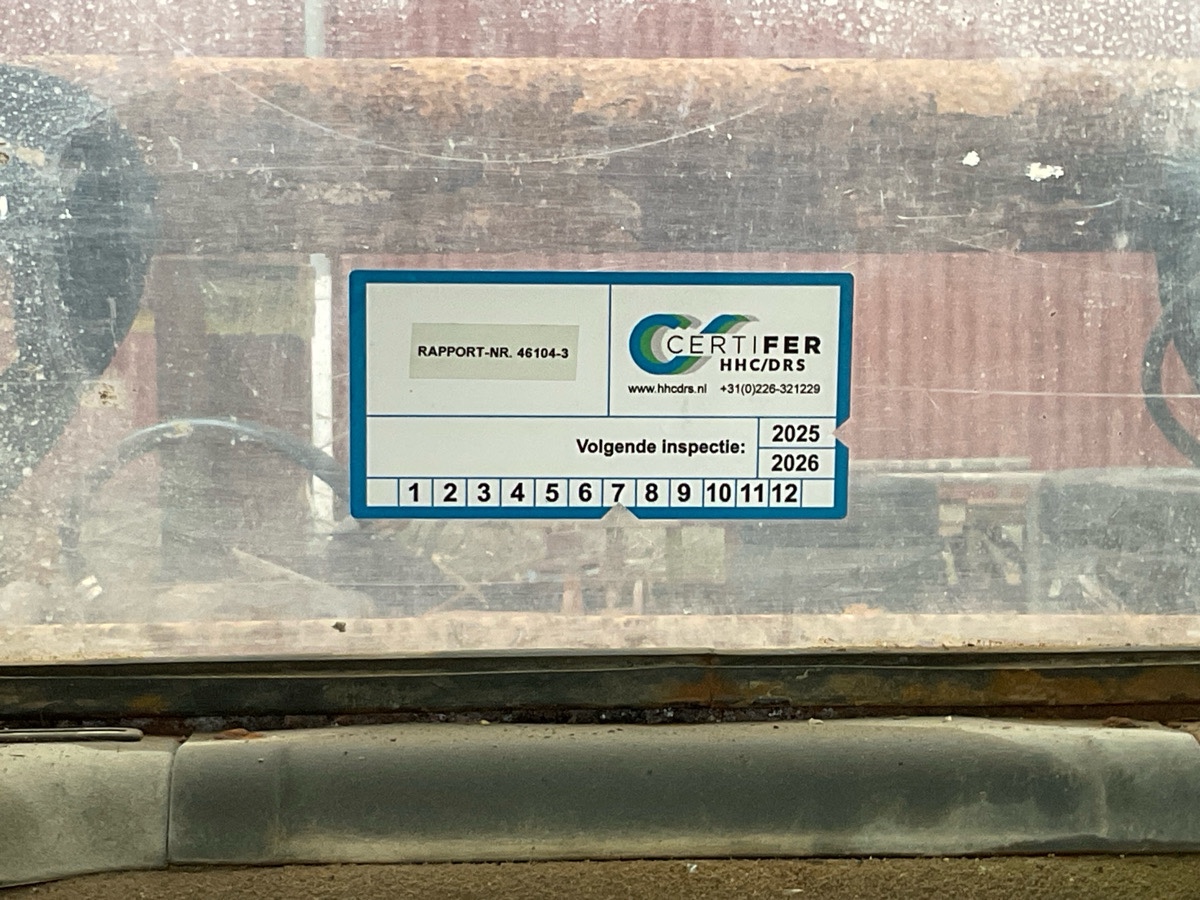 RAPPORT-NR. 46104-3
CERTIFER
HHC/DRS
www.hhcdrs.nl +31(0)226-321229
Volgende inspectie:
2025
2026
1 2 3 4 5 6 7 8 9 10 11 12